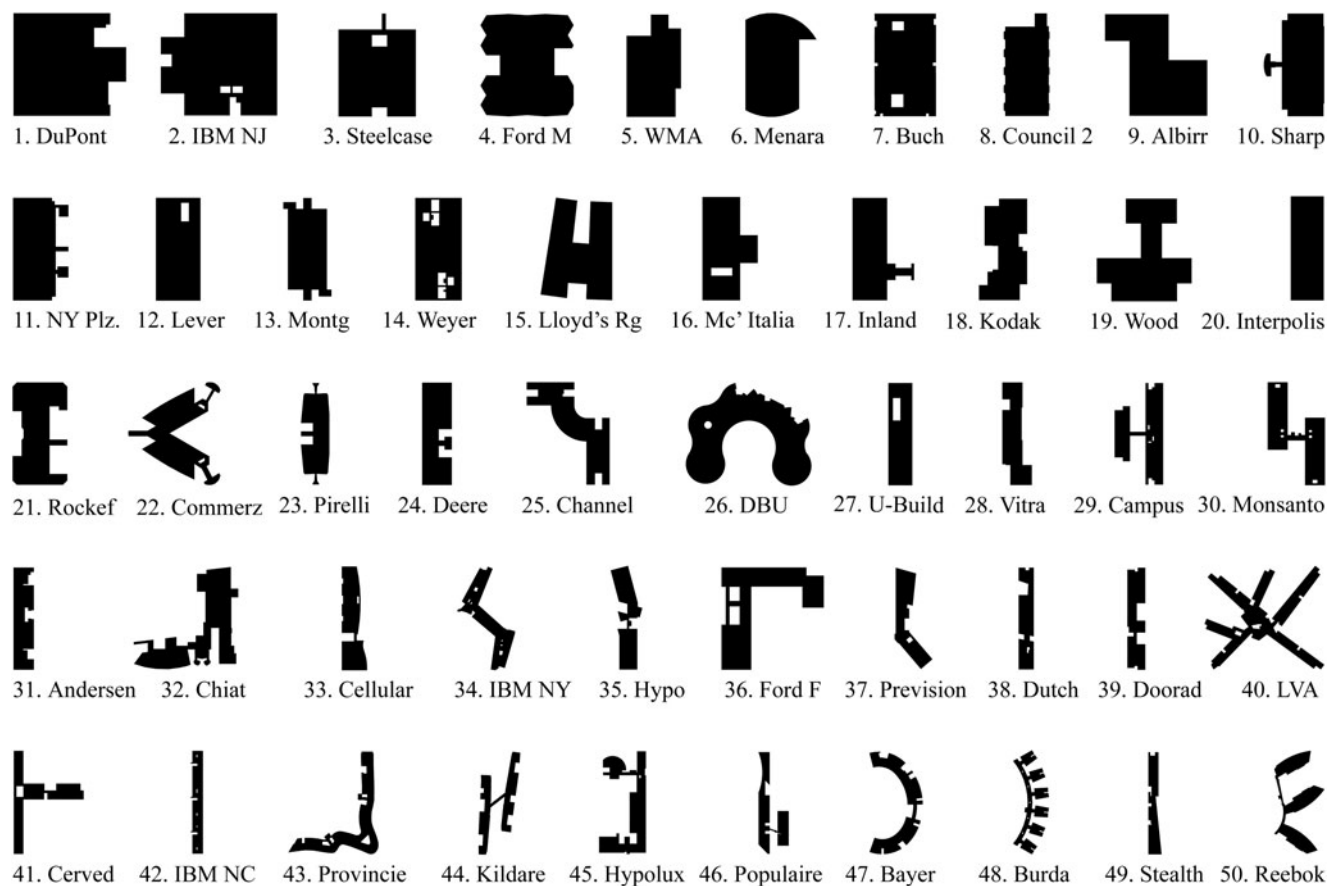 1. DuPont 2. IBM NJ 3. Steelcase 4. Ford M 5. WMA 6. Menara 7. Buch 8. Council 2 9. Albirr 10. Sharp
11. NY Plz. 12. Lever 13. Montg 14. Weyer 15. Lloyd's Rg 16. Mc' Italia 17. Inland 18. Kodak 19. Wood 20. Interpolis
21. Rockef 22. Commerz 23. Pirelli 24. Deere 25. Channel 26. DBU 27. U-Build 28. Vitra 29. Campus 30. Monsanto
31. Andersen 32. Chiat 33. Cellular 34. IBM NY 35. Hypo 36. Ford F 37. Prevision 38. Dutch 39. Doorad 40. LVA
41. Cerved 42. IBM NC 43. Provincie 44. Kildare 45. Hypolux 46. Populaire 47. Bayer 48. Burda 49. Stealth 50. Reebok